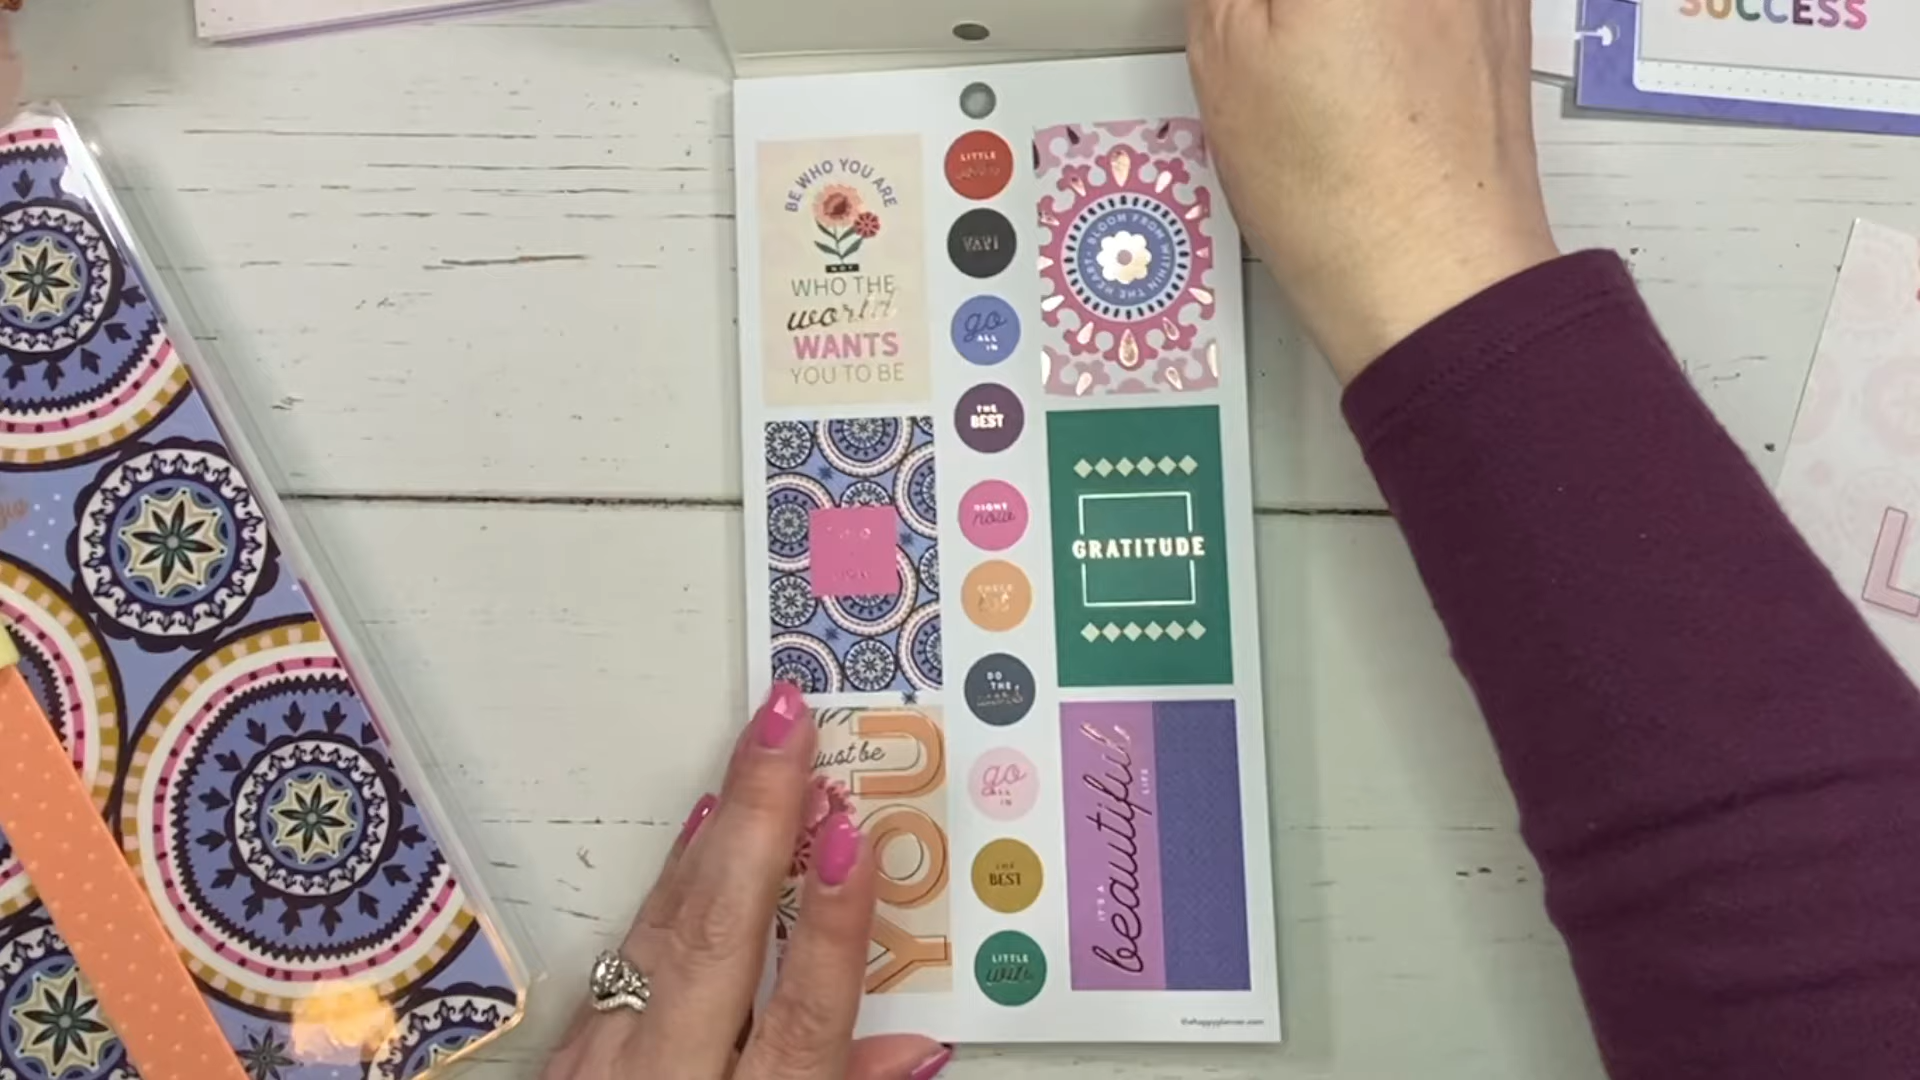 SUCCESS
BE WHO YOU ARE
NOT
WHO THE
world
WANTS
YOU TO BE
just be
YOU
LITTLE
YAY!
go
ALL
IN
THE
BEST
RIGHT
now
DO
THE
go
ALL
IN
THE
BEST
LITTLE
BLOOM FROM WITHIN THE HEART
GRATITUDE
IT'S A
beautiful
LIFE
thehappyplanner.com
L